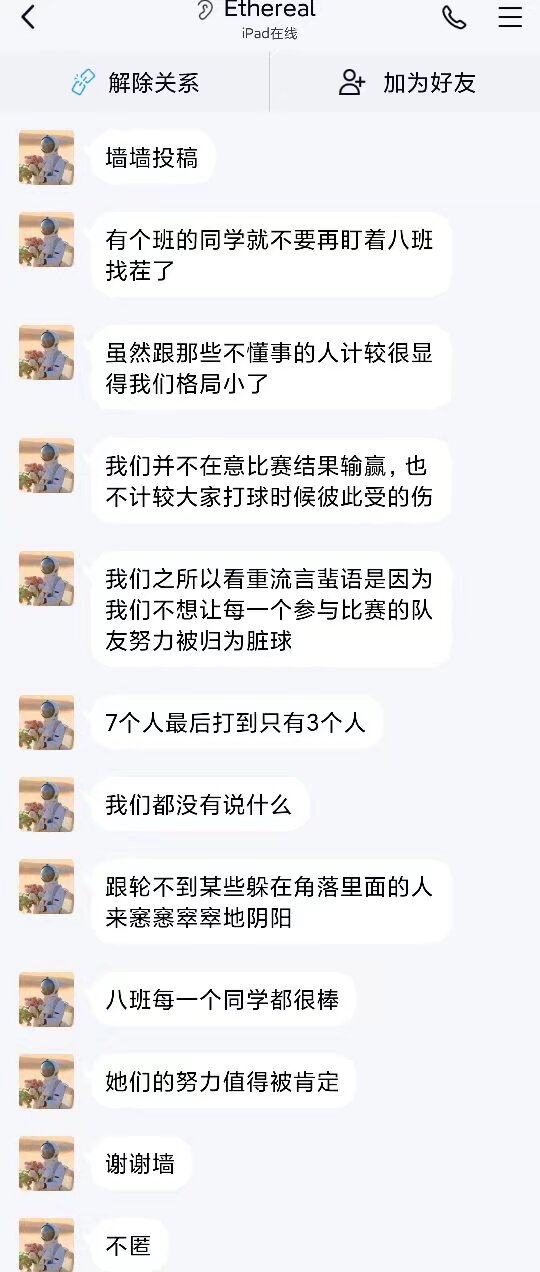 Ethereal
iPad在线
解除关系
加为好友
墙墙投稿
有个班的同学就不要再盯着八班
找茬了
虽然跟那些不懂事的人计较很显
得我们格局小了
我们并不在意比赛结果输赢，也
不计较大家打球时候彼此受的伤
我们之所以看重流言蜚语是因为
我们不想让每一个参与比赛的队
友努力被归为脏球
7个人最后打到只有3个人
我们都没有说什么
跟轮不到某些躲在角落里面的人
来窸窸窣窣地阴阳
八班每一个同学都很棒
她们的努力值得被肯定
谢谢墙
不匿